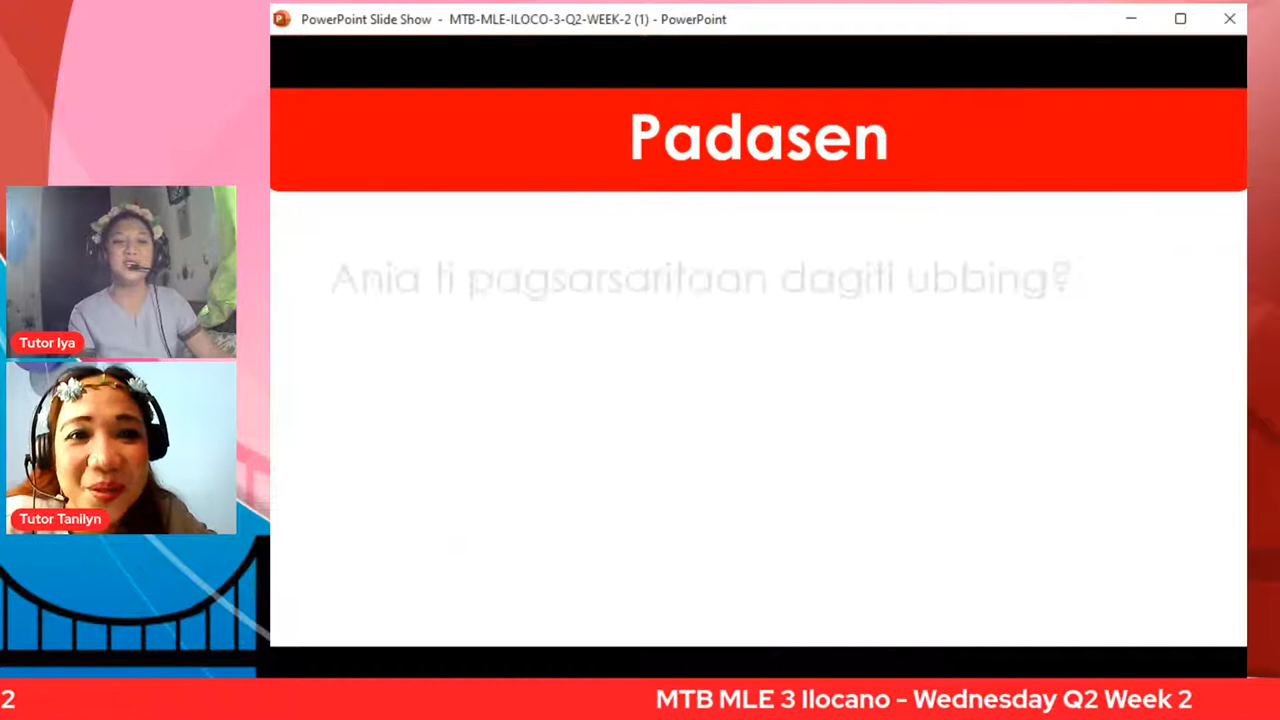 PowerPoint Slide Show - MTB-MLE-ILOCO-3-Q2-WEEK-2 (1) - PowerPoint
Padasen
Ania ti pagsarsaritaan dagiti ubbing?
Tutor Iya
Tutor Tanilyn
2
MTB MLE 3 Ilocano - Wednesday Q2 Week 2